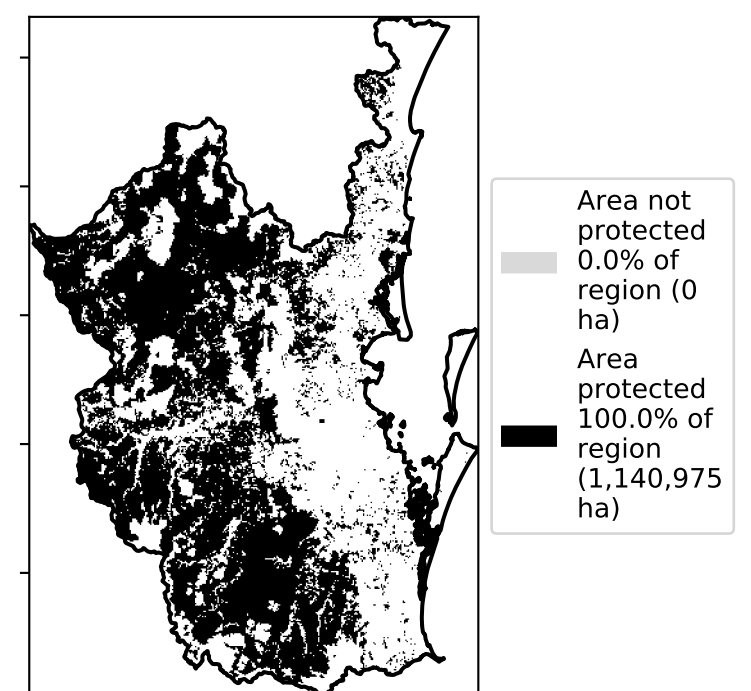 Area not
protected
0.0% of
region (0
ha)
Area
protected
100.0% of
region
(1,140,975
ha)